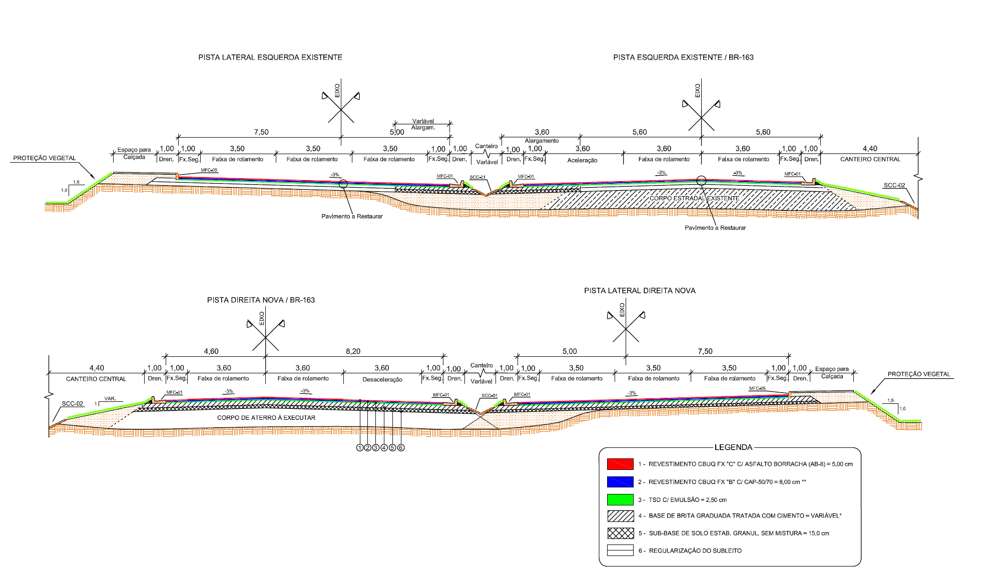 PISTA LATERAL ESQUERDA EXISTENTE
PISTA ESQUERDA EXISTENTE / BR-163
EIXO
EIXO
Variável
Alargam.
7,50
5,00
3,60
Alargamento
5,60
5,60
Espaço para
Calçada
1,00
Dren.
1,00
Fx.Seg.
3,50
Faixa de rolamento
3,50
Faixa de rolamento
3,50
Faixa de rolamento
1,00
Fx.Seg.
1,00
Dren.
Canteiro
Variável
1,00
Dren.
1,00
Fx.Seg.
3,60
Aceleração
3,60
Faixa de rolamento
3,60
Faixa de rolamento
1,00
Fx.Seg.
1,00
Dren.
4,40
CANTEIRO CENTRAL
PROTEÇÃO VEGETAL
1,5
1,0
MFC-05
-3%
MFC-01
SCC-01
MFC-01
-3%
-3%
MFC-01
SCC-02
CORPO ESTRADAL EXISTENTE
Pavimento a Restaurar
Pavimento a Restaurar
PISTA DIREITA NOVA / BR-163
PISTA LATERAL DIREITA NOVA
EIXO
EIXO
4,60
8,20
5,00
7,50
4,40
CANTEIRO CENTRAL
1,00
Dren.
1,00
Fx.Seg.
3,60
Faixa de rolamento
3,60
Faixa de rolamento
3,60
Desaceleração
1,00
Fx.Seg.
1,00
Dren.
Canteiro
Variável
1,00
Dren.
1,00
Fx.Seg.
3,50
Faixa de rolamento
3,50
Faixa de rolamento
3,50
Faixa de rolamento
1,00
Fx.Seg.
1,00
Dren.
Espaço para
Calçada
PROTEÇÃO VEGETAL
SCC-02
1
VAR.
MFC-01
-3%
-3%
MFC-01
SCC-01
MFC-01
-3%
MFC-05
1,5
1,0
CORPO DE ATERRO À EXECUTAR
1 2 3 4 5 6
LEGENDA
1 - REVESTIMENTO CBUQ FX "C" C/ ASFALTO BORRACHA (AB-8) = 5,00 cm
2 - REVESTIMENTO CBUQ FX "B" C/ CAP-50/70 = 8,00 cm **
3 - TSD C/ EMULSÃO = 2,50 cm
4 - BASE DE BRITA GRADUADA TRATADA COM CIMENTO = VARIÁVEL*
5 - SUB-BASE DE SOLO ESTAB. GRANUL. SEM MISTURA = 15,0 cm
6 - REGULARIZAÇÃO DO SUBLEITO